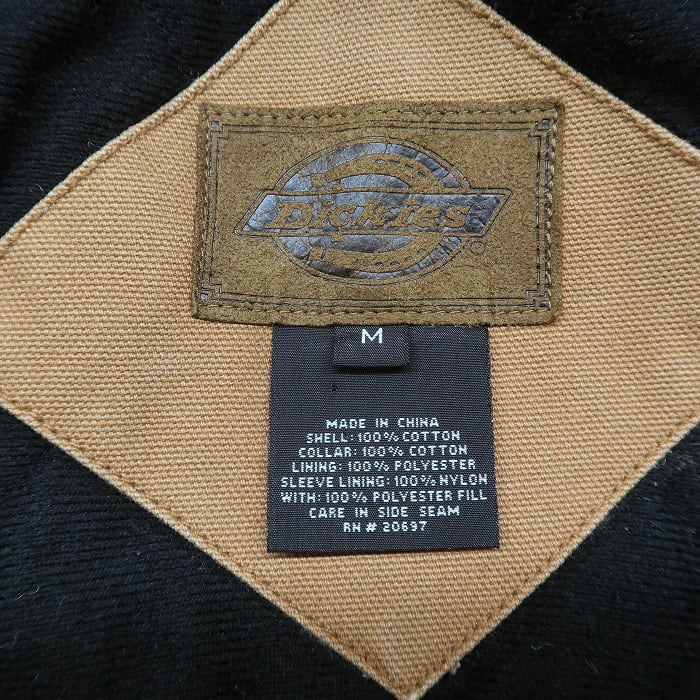 Dickies
®
M
MADE IN CHINA
SHELL: 100% COTTON
COLLAR: 100% COTTON
LINING: 100% POLYESTER
SLEEVE LINING: 100% NYLON
WITH: 100% POLYESTER FILL
CARE IN SIDE SEAM
RN # 20697